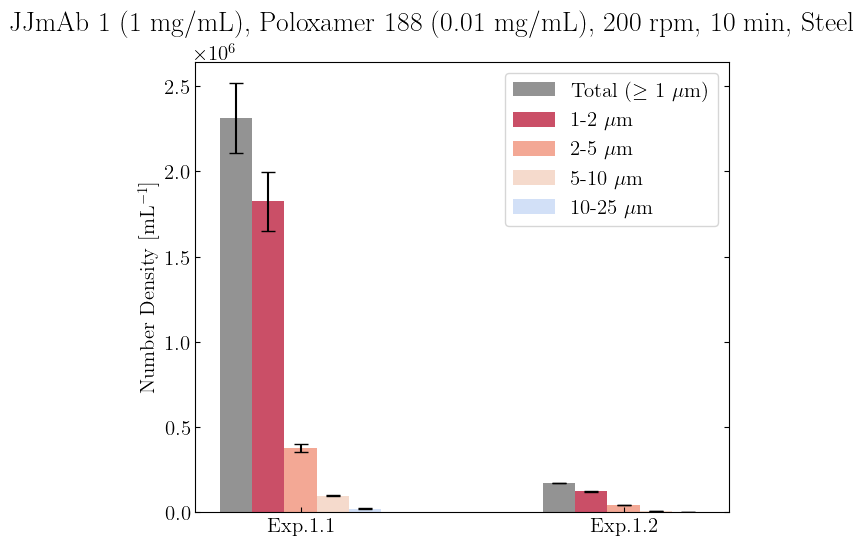 JJmAb 1 (1 mg/mL), Poloxamer 188 (0.01 mg/mL), 200 rpm, 10 min, Steel
×10⁶
2.5
2.0
1.5
1.0
0.5
0.0
Number Density [mL⁻¹]
Total (≥ 1 μm)
1-2 μm
2-5 μm
5-10 μm
10-25 μm
Exp.1.1
Exp.1.2